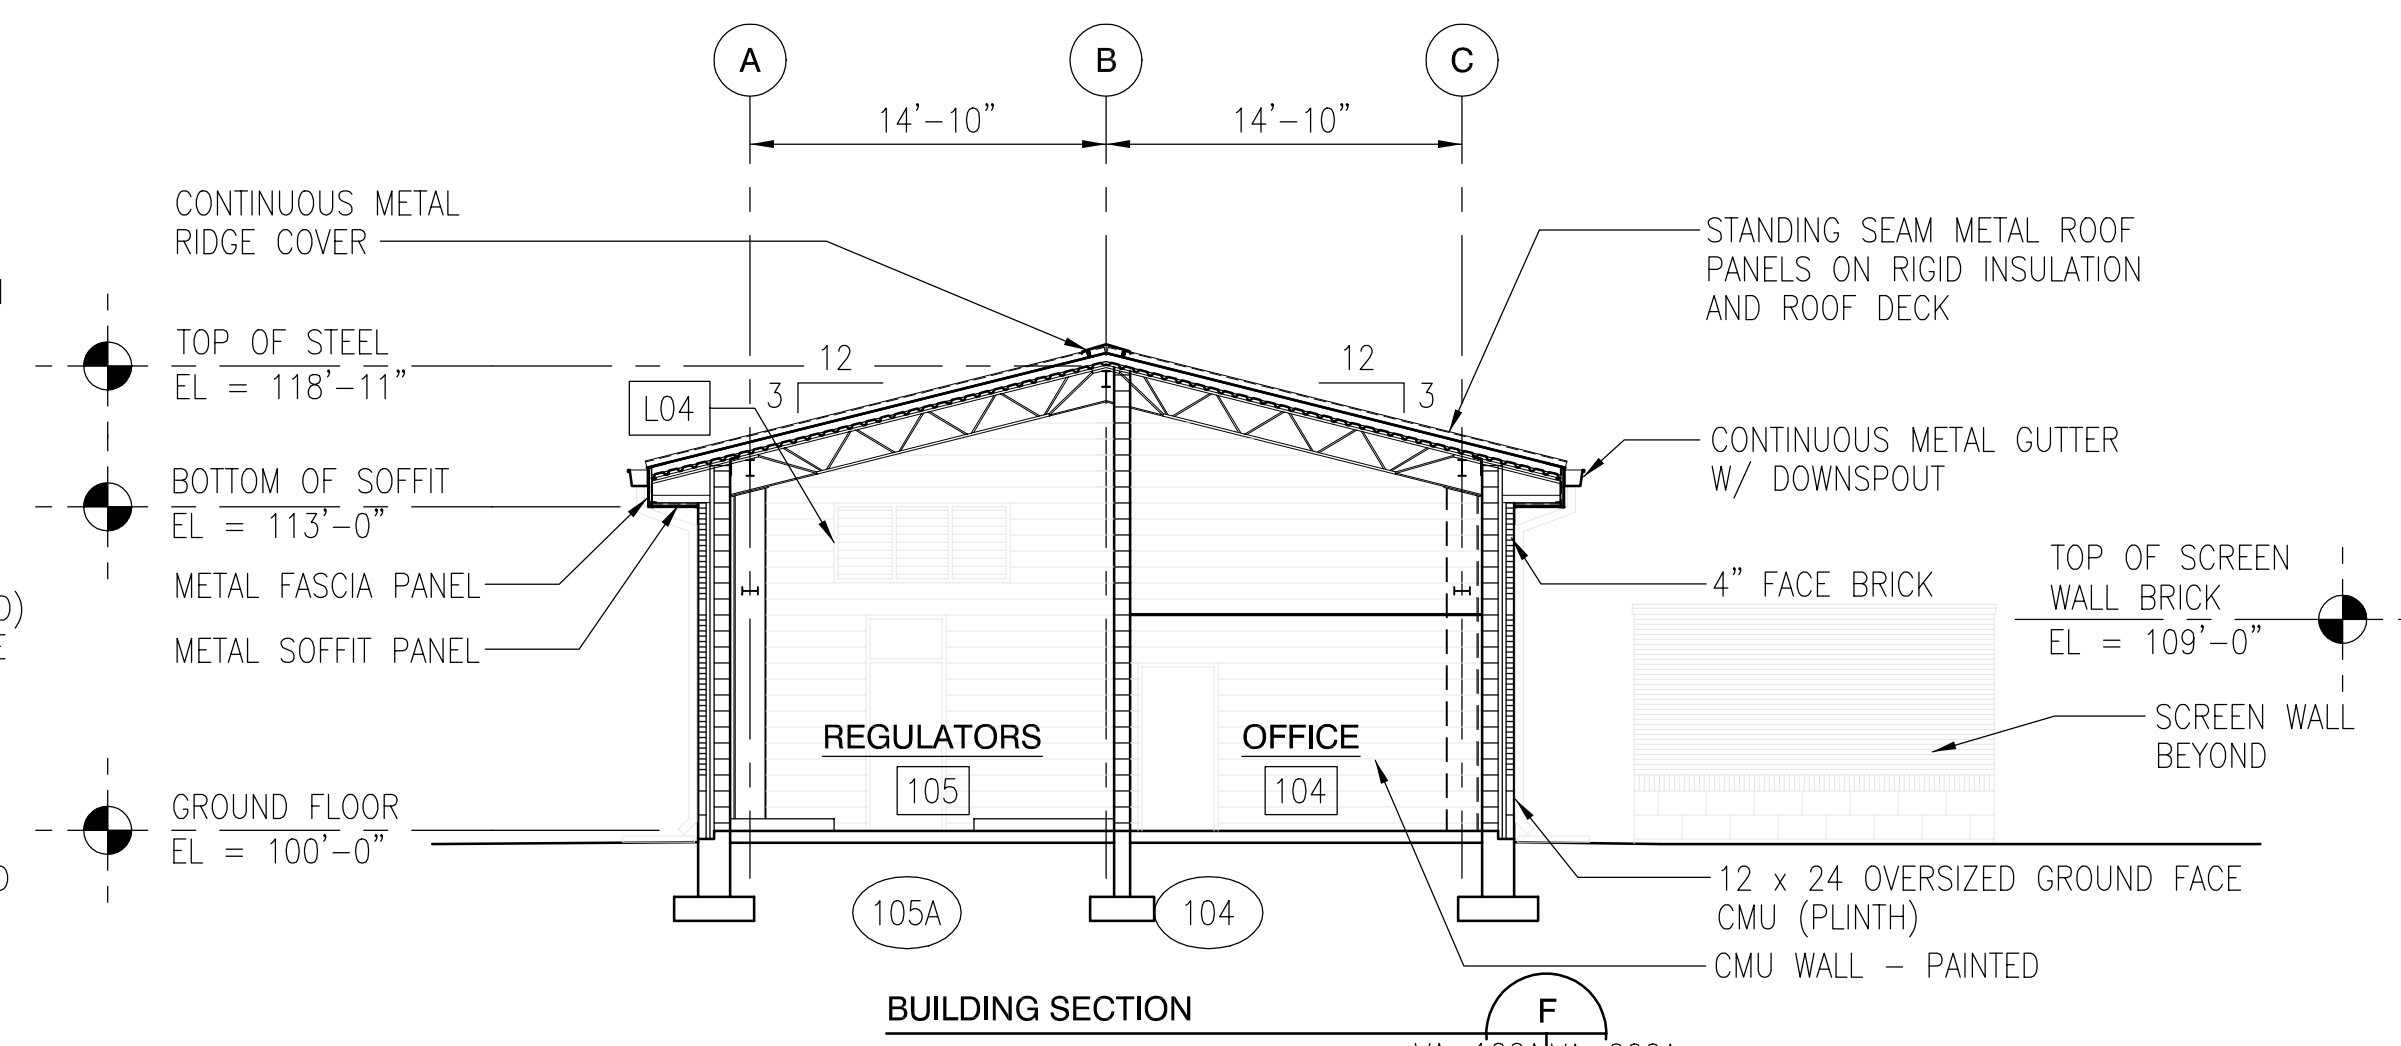 A
B
C
14'-10"
14'-10"
CONTINUOUS METAL
RIDGE COVER
STANDING SEAM METAL ROOF
PANELS ON RIGID INSULATION
AND ROOF DECK
TOP OF STEEL
EL = 118'-11"
12
3
12
3
L04
CONTINUOUS METAL GUTTER
W/ DOWNSPOUT
BOTTOM OF SOFFIT
EL = 113'-0"
METAL FASCIA PANEL
METAL SOFFIT PANEL
4" FACE BRICK
TOP OF SCREEN
WALL BRICK
EL = 109'-0"
SCREEN WALL
BEYOND
REGULATORS
105
OFFICE
104
GROUND FLOOR
EL = 100'-0"
105A
104
12 x 24 OVERSIZED GROUND FACE
CMU (PLINTH)
CMU WALL - PAINTED
BUILDING SECTION
F